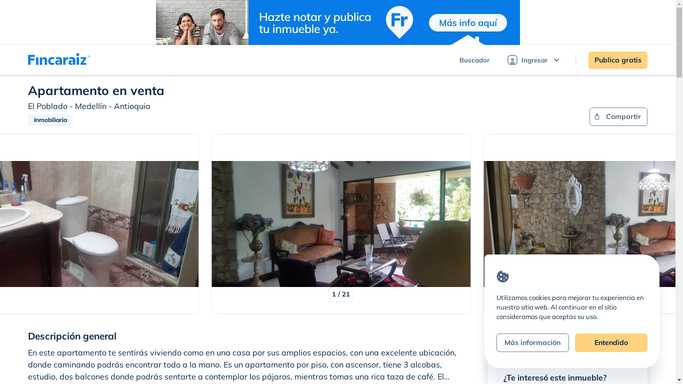 Hazte notar y publica
tu inmueble ya.
Fr
Más info aquí
Fincaraiz
Buscador
Ingresar
Publica gratis
Apartamento en venta
El Poblado - Medellín - Antioquia
Inmobiliaria
Compartir
1 / 21
Utilizamos cookies para mejorar tu experiencia en
nuestro sitio web. Al continuar en el sitio
consideramos que aceptas su uso.
Más información
Entendido
Descripción general
En este apartamento te sentirás viviendo como en una casa por sus amplios espacios, con una excelente ubicación,
donde caminando podrás encontrar todo a la mano. Es un apartamento por piso, con ascensor, tiene 3 alcobas,
estudio, dos balcones donde podrás sentarte a contemplar los pájaros, mientras tomas una rica taza de café. El...
¿Te interesó este inmueble?